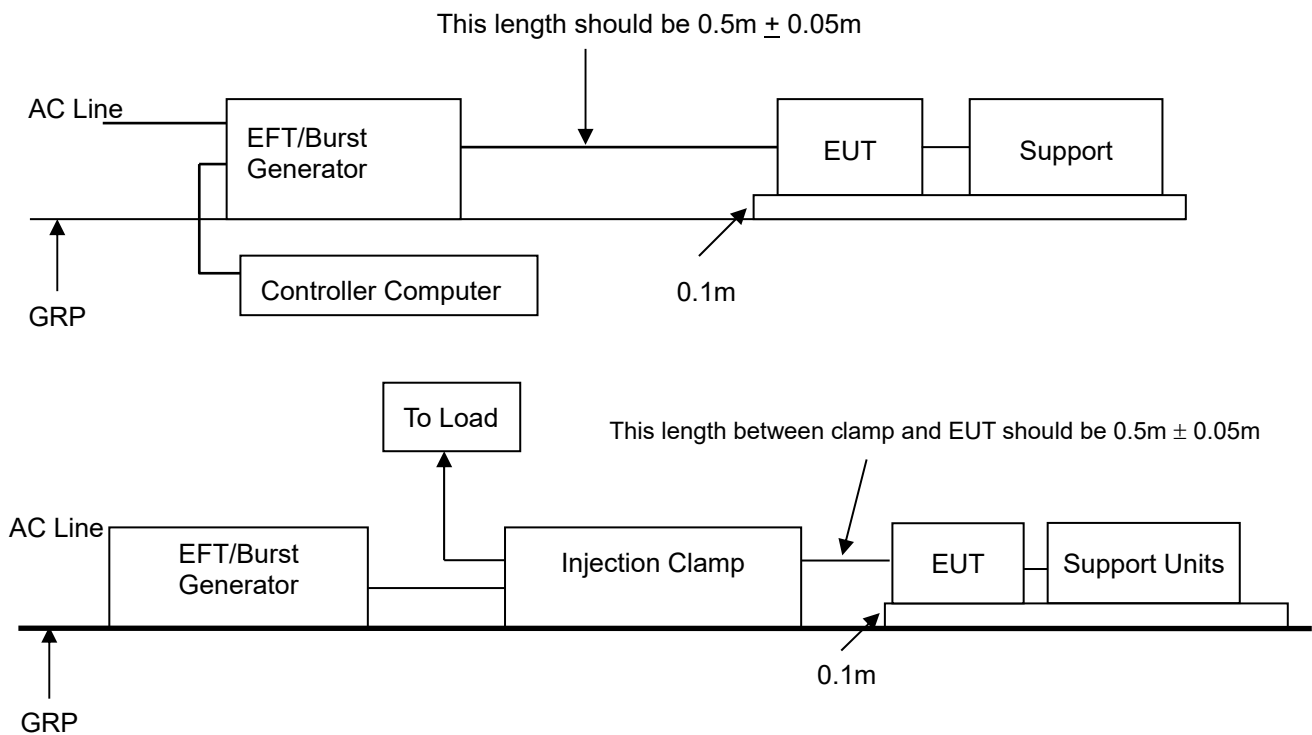 This length should be 0.5m ± 0.05m
AC Line
EFT/Burst
Generator
EUT
Support
Controller Computer
0.1m
GRP
To Load
This length between clamp and EUT should be 0.5m ± 0.05m
AC Line
EFT/Burst
Generator
Injection Clamp
EUT
Support Units
0.1m
GRP